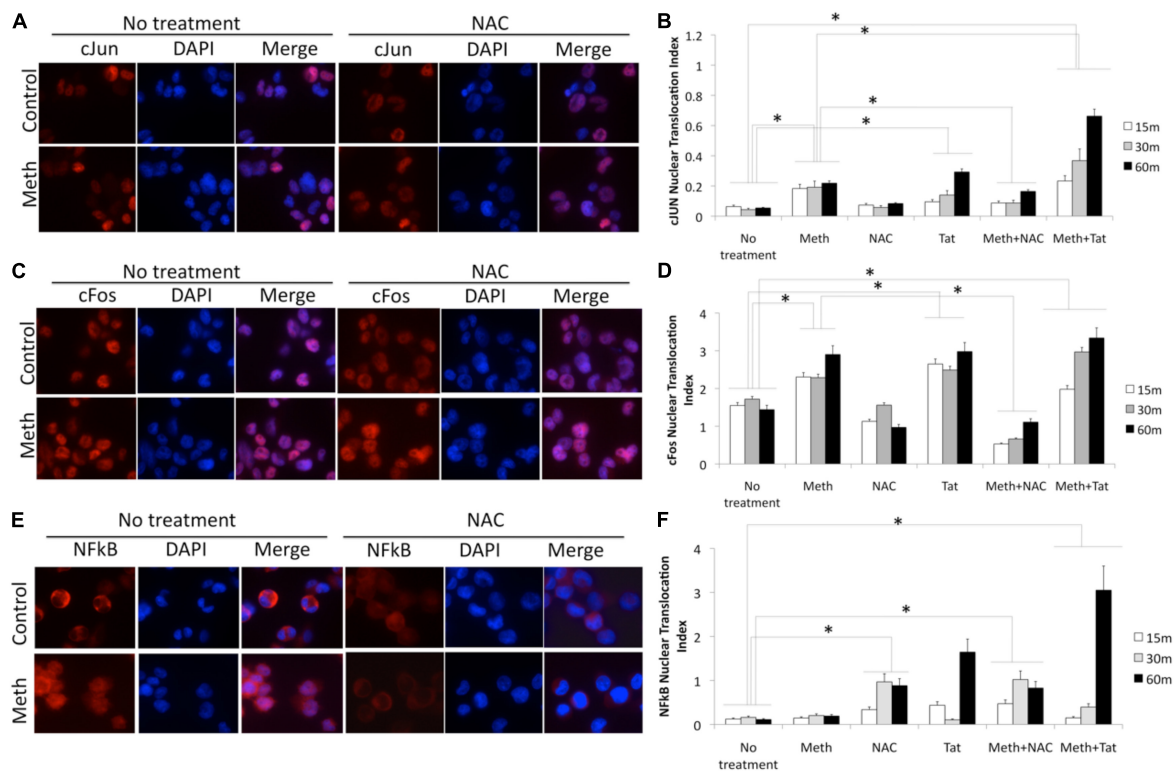 A
No treatment NAC
cJun DAPI Merge cJun DAPI Merge
Control
Meth
B
cJUN Nuclear Translocation Index
1.2
1
0.8
0.6
0.4
0.2
0
* * * * *
15m
30m
60m
No treatment Meth NAC Tat Meth+NAC Meth+Tat
C
No treatment NAC
cFos DAPI Merge cFos DAPI Merge
Control
Meth
D
cFos Nuclear Translocation
Index
4
3
2
1
0
* * * *
15m
30m
60m
No treatment Meth NAC Tat Meth+NAC Meth+Tat
E
No treatment NAC
NFkB DAPI Merge NFkB DAPI Merge
Control
Meth
F
NFkB Nuclear Translocation
Index
4
3
2
1
0
* * *
15m
30m
60m
No treatment Meth NAC Tat Meth+NAC Meth+Tat